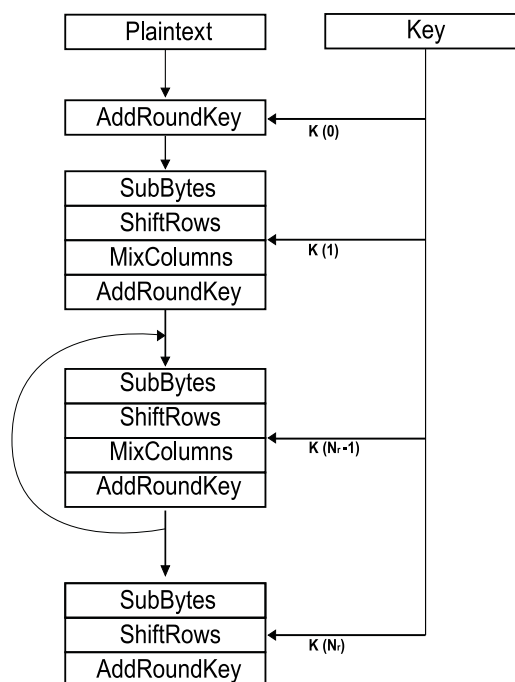 Plaintext
Key
AddRoundKey
K (0)
SubBytes
ShiftRows
K (1)
MixColumns
AddRoundKey
SubBytes
ShiftRows
K (Nr-1)
MixColumns
AddRoundKey
SubBytes
ShiftRows
K (Nr)
AddRoundKey